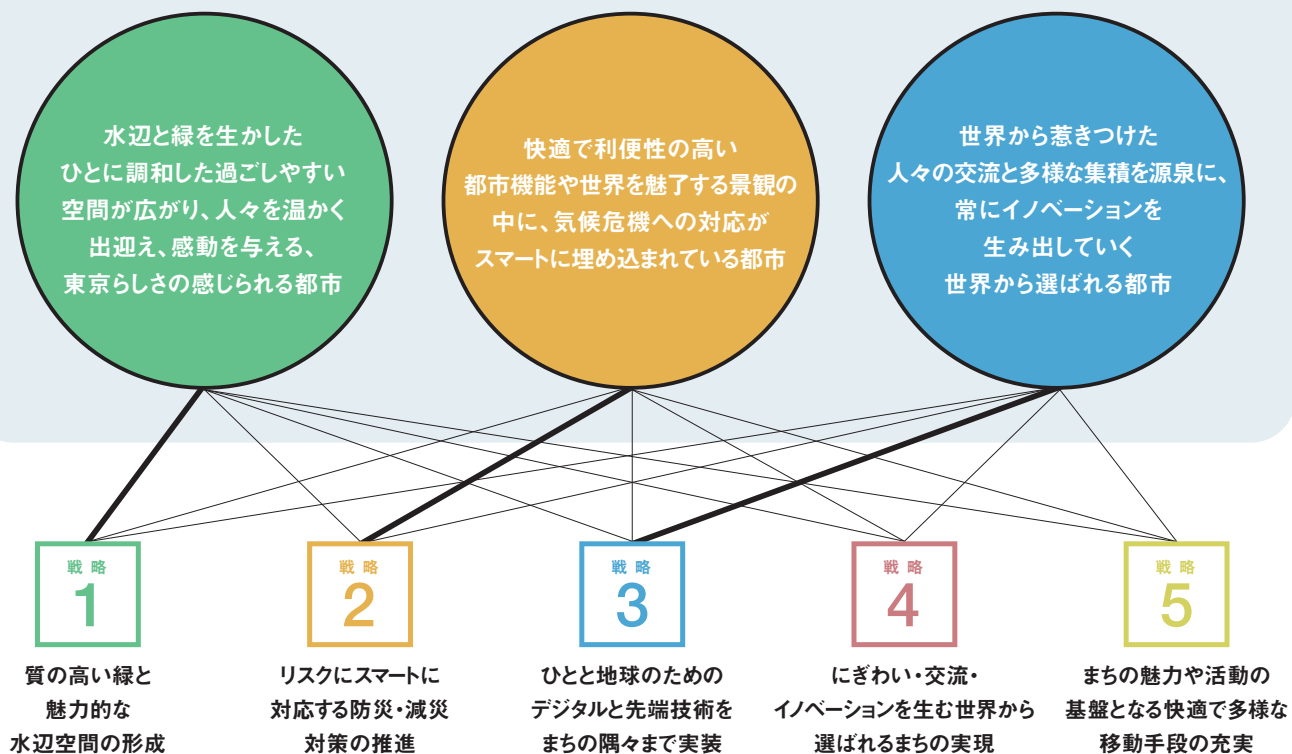 水辺と緑を生かした
ひとに調和した過ごしやすい
空間が広がり、人々を温かく
出迎え、感動を与える、
東京らしさの感じられる都市
快適で利便性の高い
都市機能や世界を魅了する景観の
中に、気候危機への対応が
スマートに埋め込まれている都市
世界から惹きつけた
人々の交流と多様な集積を源泉に、
常にイノベーションを
生み出していく
世界から選ばれる都市
戦略
1
質の高い緑と
魅力的な
水辺空間の形成
戦略
2
リスクにスマートに
対応する防災・減災
対策の推進
戦略
3
ひとと地球のための
デジタルと先端技術を
まちの隅々まで実装
戦略
4
にぎわい・交流・
イノベーションを生む世界から
選ばれるまちの実現
戦略
5
まちの魅力や活動の
基盤となる快適で多様な
移動手段の充実